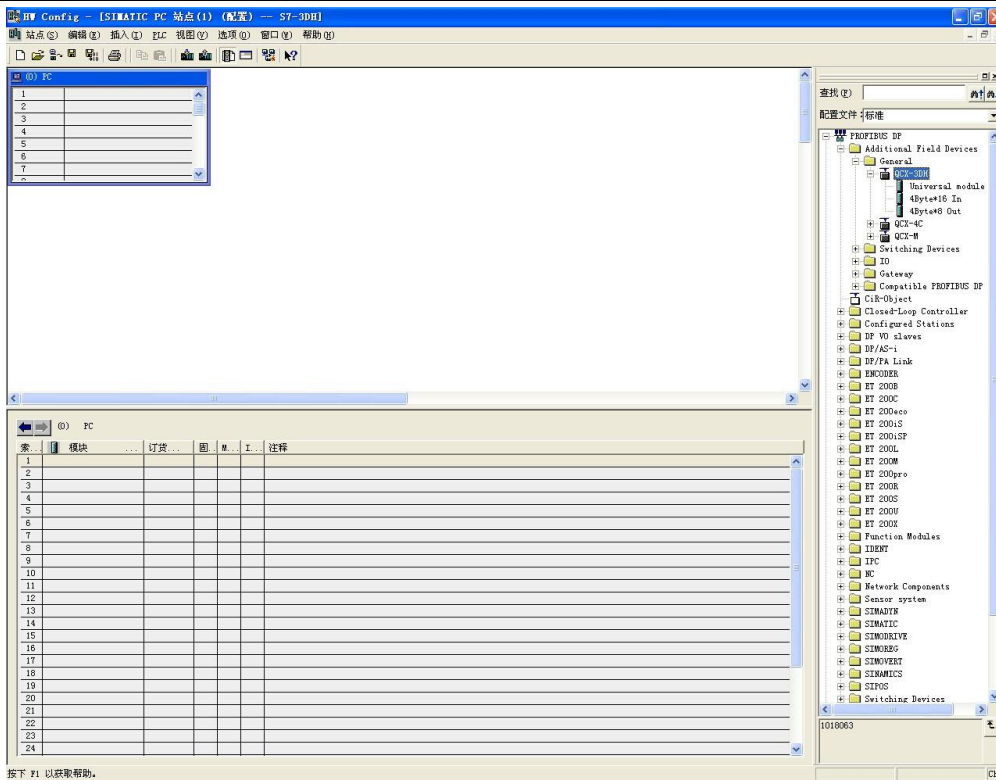 HW Config - [SIMATIC PC 站点(1) (配置) -- S7-3DH]
站点(S) 编辑(E) 插入(I) PLC 视图(V) 选项(O) 窗口(W) 帮助(H)
(0) PC
1
2
3
4
5
6
7
查找(F)
配置文件: 标准
PROFIBUS DP
Additional Field Devices
General
QCX-3DH
Universal module
4Byte*16 In
4Byte*8 Out
QCX-4C
QCX-M
Switching Devices
IO
Gateway
Compatible PROFIBUS DP
CiR-Object
Closed-Loop Controller
Configured Stations
DP V0 slaves
DP/AS-i
DP/PA Link
ENCODER
ET 200B
ET 200C
ET 200eco
ET 200iS
ET 200iSP
ET 200L
ET 200M
ET 200pro
ET 200R
ET 200S
ET 200U
ET 200X
Function Modules
IDENT
IPC
NC
Network Components
Sensor system
SIMADYN
SIMATIC
SIMODRIVE
SIMOREG
SIMOVERT
SINAMICS
SIPOS
Switching Devices
1018063
(0) PC
索... 模块 ... 订货... 固.. M... I... 注释
1
2
3
4
5
6
7
8
9
10
11
12
13
14
15
16
17
18
19
20
21
22
23
24
按下 F1 以获取帮助。